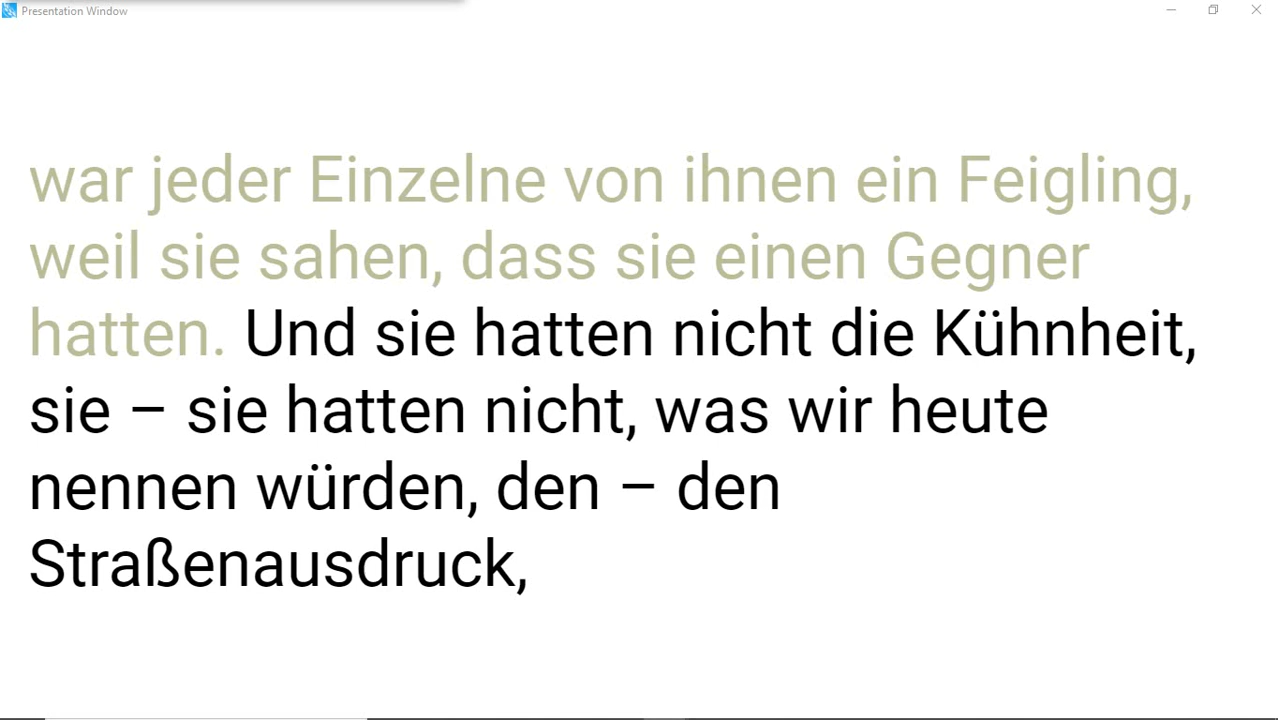 Presentation Window
war jeder Einzelne von ihnen ein Feigling,
weil sie sahen, dass sie einen Gegner
hatten. Und sie hatten nicht die Kühnheit,
sie – sie hatten nicht, was wir heute
nennen würden, den – den
Straßenausdruck,